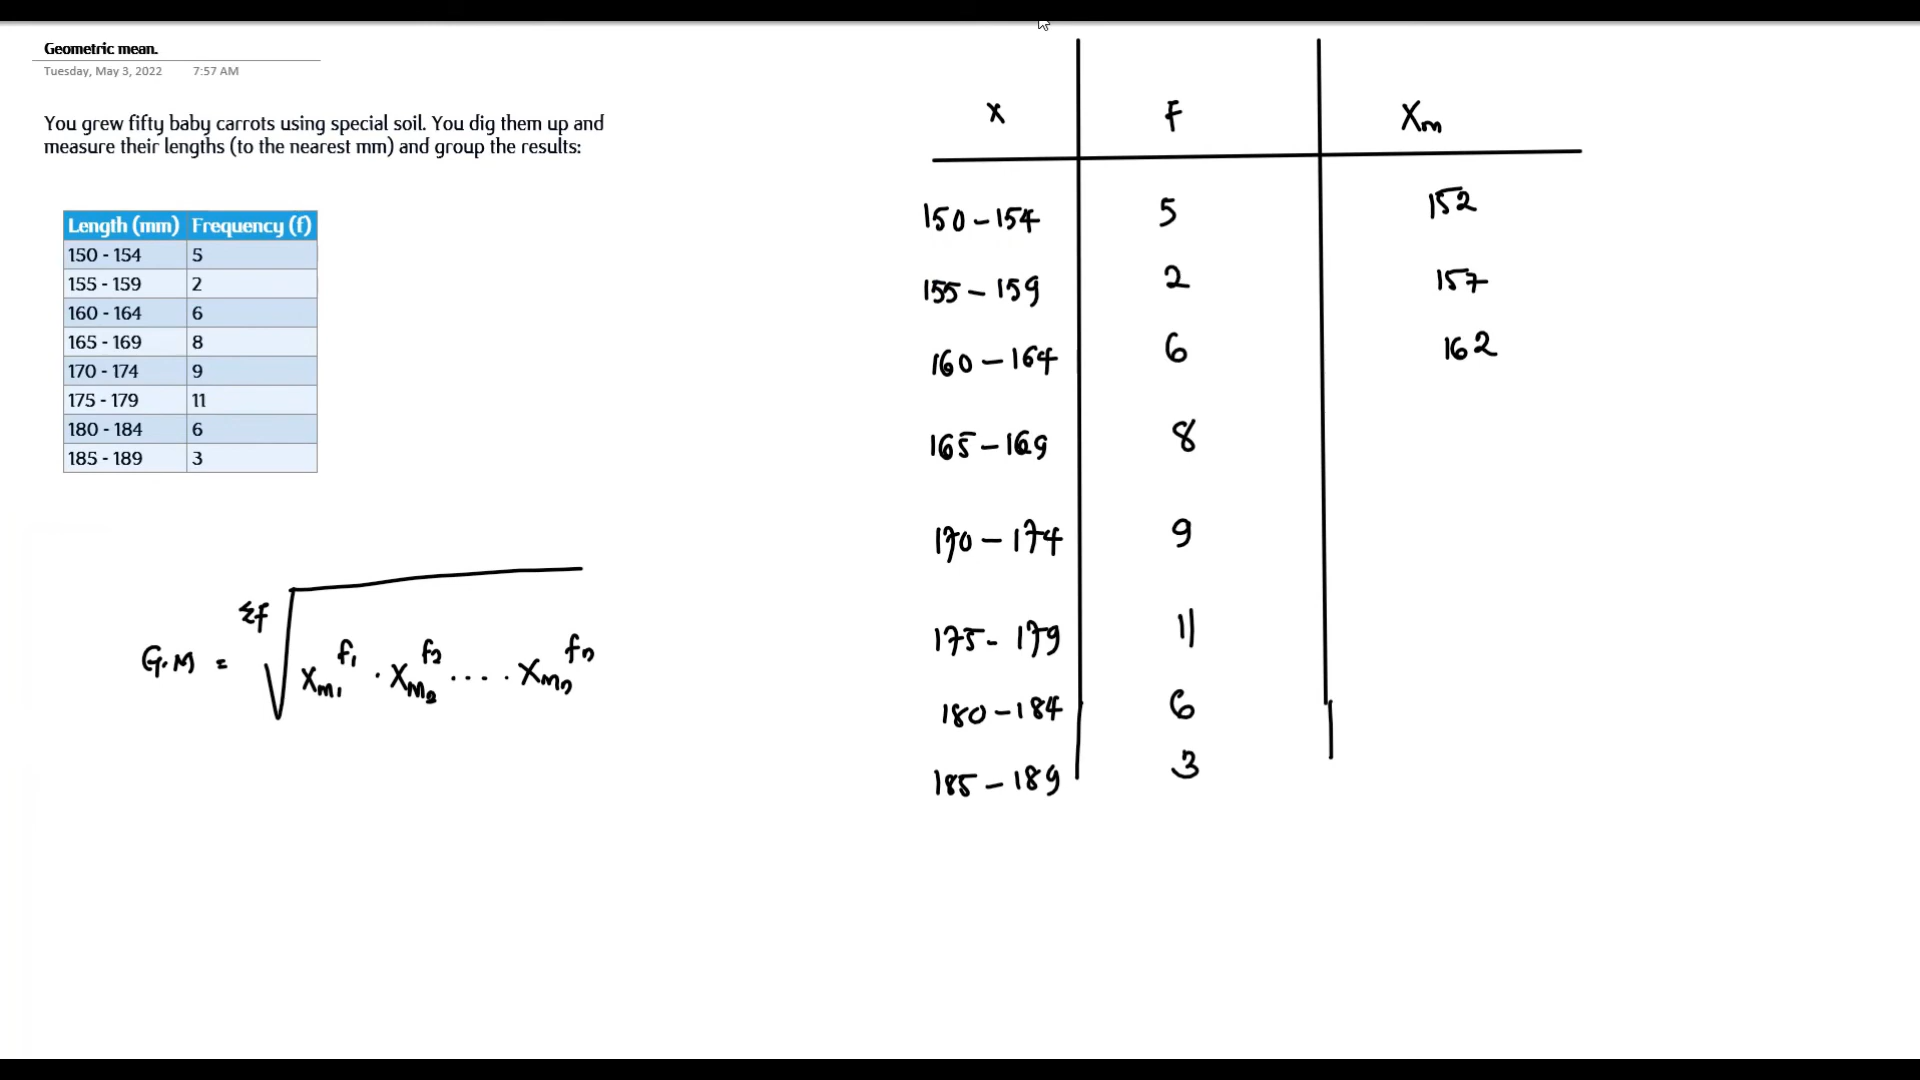 Geometric mean.
Tuesday, May 3, 2022 7:57 AM
You grew fifty baby carrots using special soil. You dig them up and
measure their lengths (to the nearest mm) and group the results:
Length (mm) Frequency (f)
150 - 154 5
155 - 159 2
160 - 164 6
165 - 169 8
170 - 174 9
175 - 179 11
180 - 184 6
185 - 189 3
G.M = Σf√ Xm₁^f₁ · Xm₂^f₂ .... · Xmn^fn
x F Xm
150 - 154 5 152
155 - 159 2 157
160 - 164 6 162
165 - 169 8
170 - 174 9
175 - 179 11
180 - 184 6
185 - 189 3